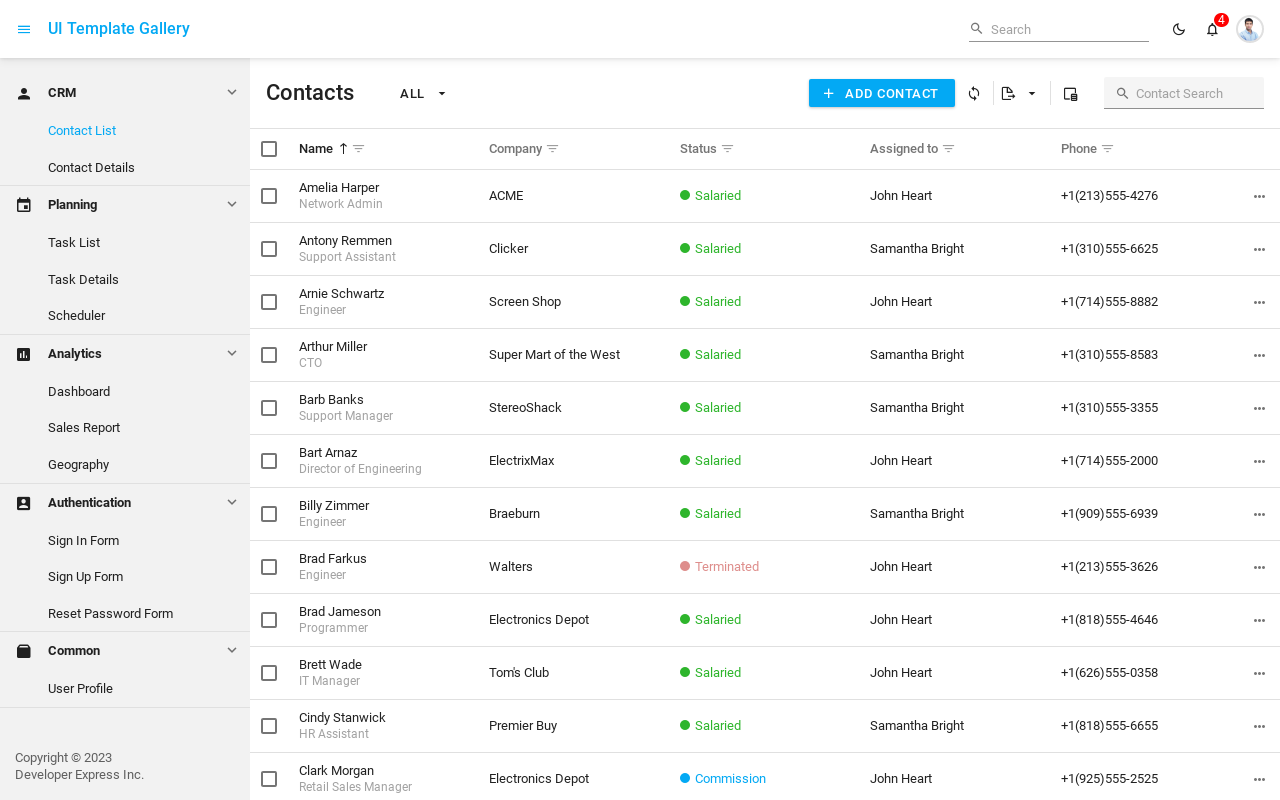 UI Template Gallery
Search
4
CRM
Contact List
Contact Details
Planning
Task List
Task Details
Scheduler
Analytics
Dashboard
Sales Report
Geography
Authentication
Sign In Form
Sign Up Form
Reset Password Form
Common
User Profile
Copyright © 2023
Developer Express Inc.
Contacts
ALL
ADD CONTACT
Contact Search
Name Company Status Assigned to Phone
Amelia Harper
Network Admin
ACME Salaried John Heart +1(213)555-4276
Antony Remmen
Support Assistant
Clicker Salaried Samantha Bright +1(310)555-6625
Arnie Schwartz
Engineer
Screen Shop Salaried John Heart +1(714)555-8882
Arthur Miller
CTO
Super Mart of the West Salaried Samantha Bright +1(310)555-8583
Barb Banks
Support Manager
StereoShack Salaried Samantha Bright +1(310)555-3355
Bart Arnaz
Director of Engineering
ElectrixMax Salaried John Heart +1(714)555-2000
Billy Zimmer
Engineer
Braeburn Salaried Samantha Bright +1(909)555-6939
Brad Farkus
Engineer
Walters Terminated John Heart +1(213)555-3626
Brad Jameson
Programmer
Electronics Depot Salaried John Heart +1(818)555-4646
Brett Wade
IT Manager
Tom's Club Salaried John Heart +1(626)555-0358
Cindy Stanwick
HR Assistant
Premier Buy Salaried Samantha Bright +1(818)555-6655
Clark Morgan
Retail Sales Manager
Electronics Depot Commission John Heart +1(925)555-2525